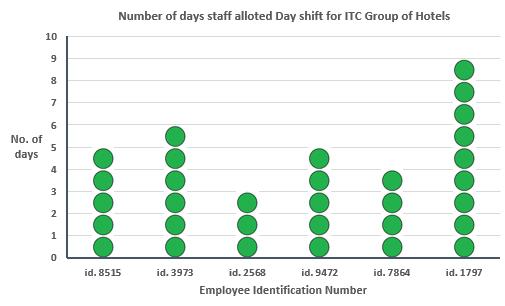 Number of days staff alloted Day shift for ITC Group of Hotels
10
9
8
7
6
5
4
3
2
1
0
No. of
days
id. 8515 id. 3973 id. 2568 id. 9472 id. 7864 id. 1797
Employee Identification Number